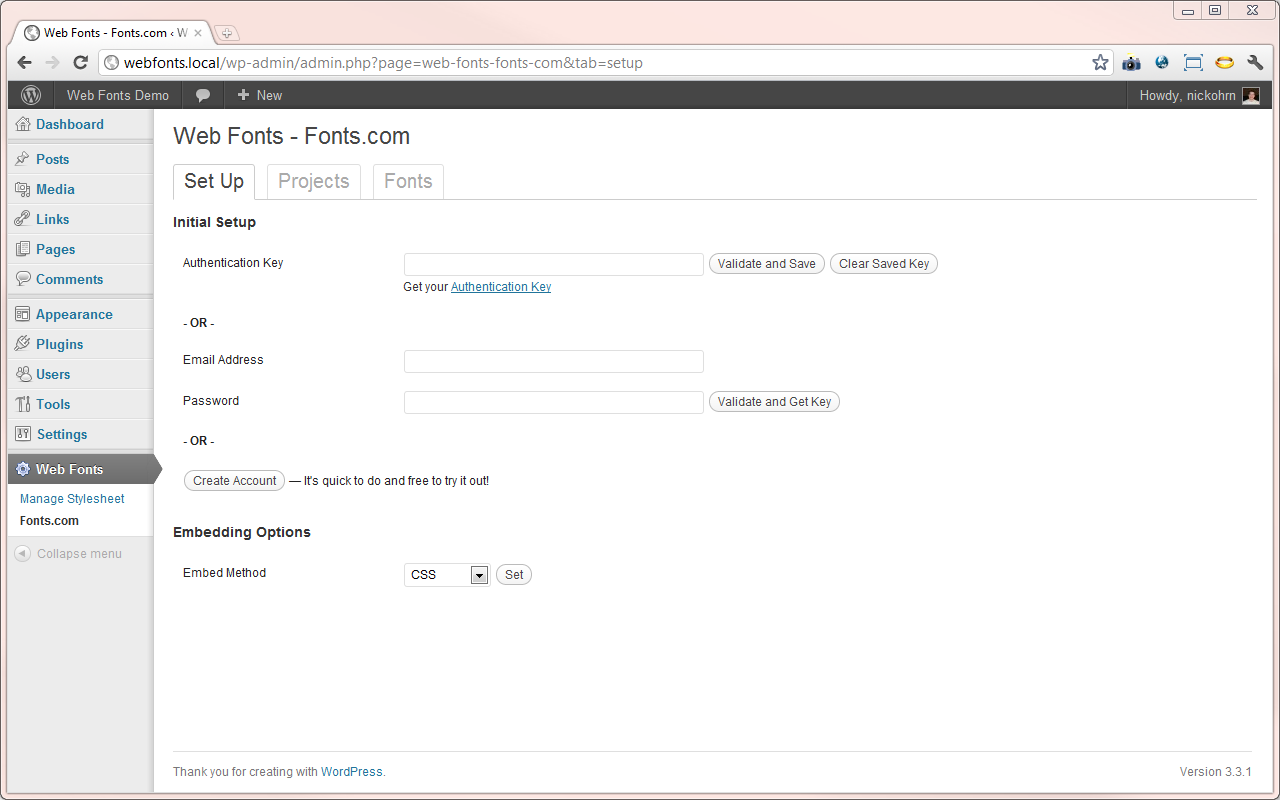 Web Fonts - Fonts.com ‹ W
webfonts.local/wp-admin/admin.php?page=web-fonts-fonts-com&tab=setup
Web Fonts Demo
New
Howdy, nickohrn
Dashboard
Posts
Media
Links
Pages
Comments
Appearance
Plugins
Users
Tools
Settings
Web Fonts
Manage Stylesheet
Fonts.com
Collapse menu
Web Fonts - Fonts.com
Set Up Projects Fonts
Initial Setup
Authentication Key Validate and Save Clear Saved Key
Get your Authentication Key
- OR -
Email Address
Password Validate and Get Key
- OR -
Create Account — It's quick to do and free to try it out!
Embedding Options
Embed Method CSS Set
Thank you for creating with WordPress. Version 3.3.1